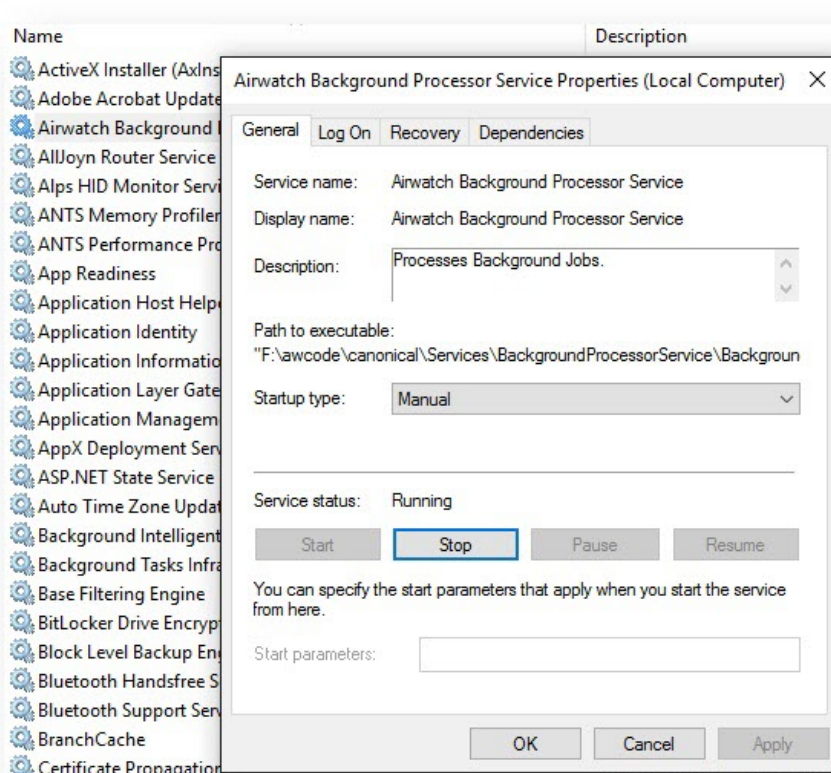 Name
Description
ActiveX Installer (AxIns
Adobe Acrobat Update
Airwatch Background
AllJoyn Router Service
Alps HID Monitor Servi
ANTS Memory Profiler
ANTS Performance Pro
App Readiness
Application Host Helpe
Application Identity
Application Informatio
Application Layer Gate
Application Managem
AppX Deployment Serv
ASP.NET State Service
Auto Time Zone Updat
Background Intelligent
Background Tasks Infra
Base Filtering Engine
BitLocker Drive Encryp
Block Level Backup Eng
Bluetooth Handsfree S
Bluetooth Support Serv
BranchCache
Certificate Propagation
Airwatch Background Processor Service Properties (Local Computer)
General
Log On
Recovery
Dependencies
Service name: Airwatch Background Processor Service
Display name: Airwatch Background Processor Service
Description: Processes Background Jobs.
Path to executable:
"F:\awcode\canonical\Services\BackgroundProcessorService\Backgroun
Startup type: Manual
Service status: Running
Start
Stop
Pause
Resume
You can specify the start parameters that apply when you start the service
from here.
Start parameters:
OK
Cancel
Apply